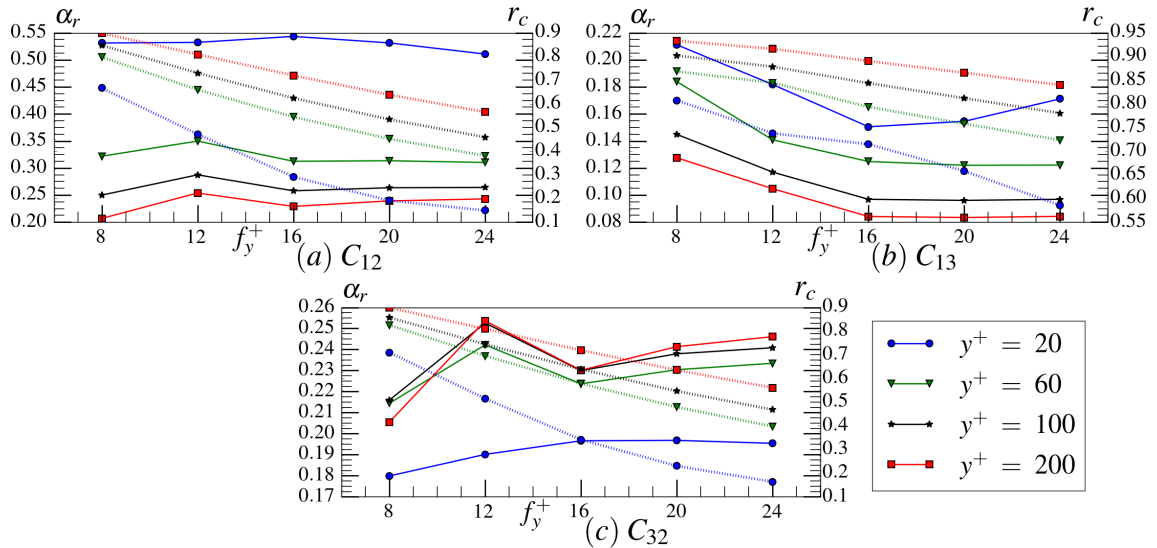 α_r r_c
0.55 0.9
0.50 0.8
0.45 0.7
0.40 0.6
0.35 0.5
0.30 0.4
0.3
0.25 0.2
0.20 0.1
8 12 f_y^+ 16 20 24
(a) C_12
α_r r_c
0.22 0.95
0.90
0.20 0.85
0.18 0.80
0.16 0.75
0.14 0.70
0.12 0.65
0.10 0.60
0.08 0.55
8 12 f_y^+ 16 20 24
(b) C_13
α_r r_c
0.26 0.9
0.25 0.8
0.24 0.7
0.23 0.6
0.22
0.21 0.5
0.20 0.4
0.19 0.3
0.18 0.2
0.17 0.1
8 12 f_y^+ 16 20 24
(c) C_32
y^+ = 20
y^+ = 60
y^+ = 100
y^+ = 200